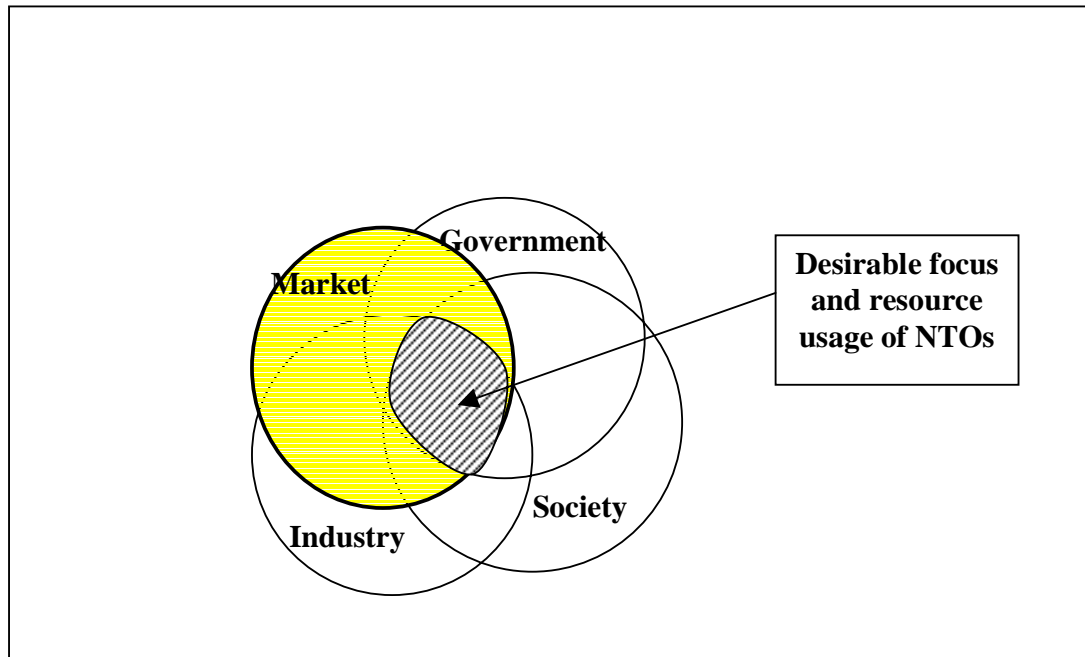 Government
Market
Desirable focus
and resource
usage of NTOs
Society
Industry